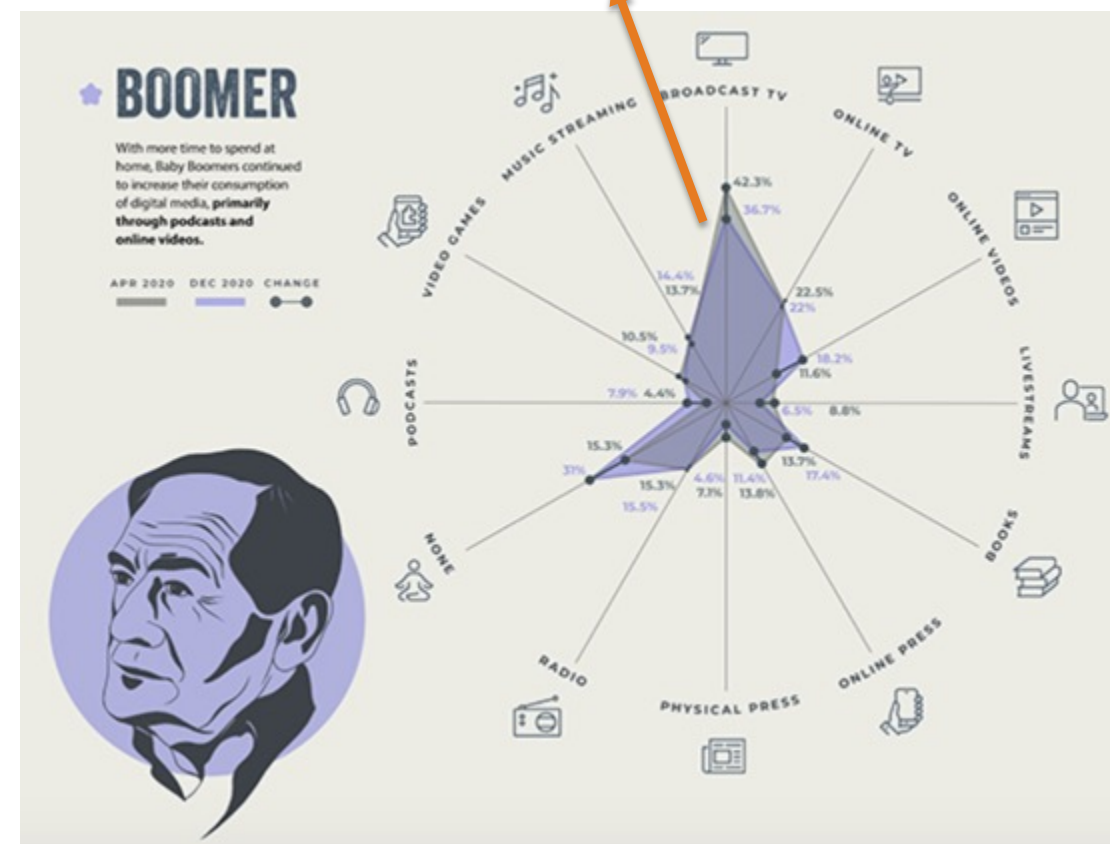 BOOMER
With more time to spend at
home, Baby Boomers continued
to increase their consumption
of digital media, primarily
through podcasts and
online videos.
APR 2020 DEC 2020 CHANGE
BROADCAST TV
42.3%
36.7%
ONLINE TV
22.5%
22%
ONLINE VIDEOS
18.2%
11.6%
LIVESTREAMS
6.5% 8.8%
BOOKS
13.7%
17.4%
ONLINE PRESS
11.4%
13.8%
PHYSICAL PRESS
4.6%
7.1%
RADIO
15.3%
15.5%
NONE
15.3%
31%
PODCASTS
7.9% 4.4%
VIDEO GAMES
10.5%
9.5%
MUSIC STREAMING
14.4%
13.7%